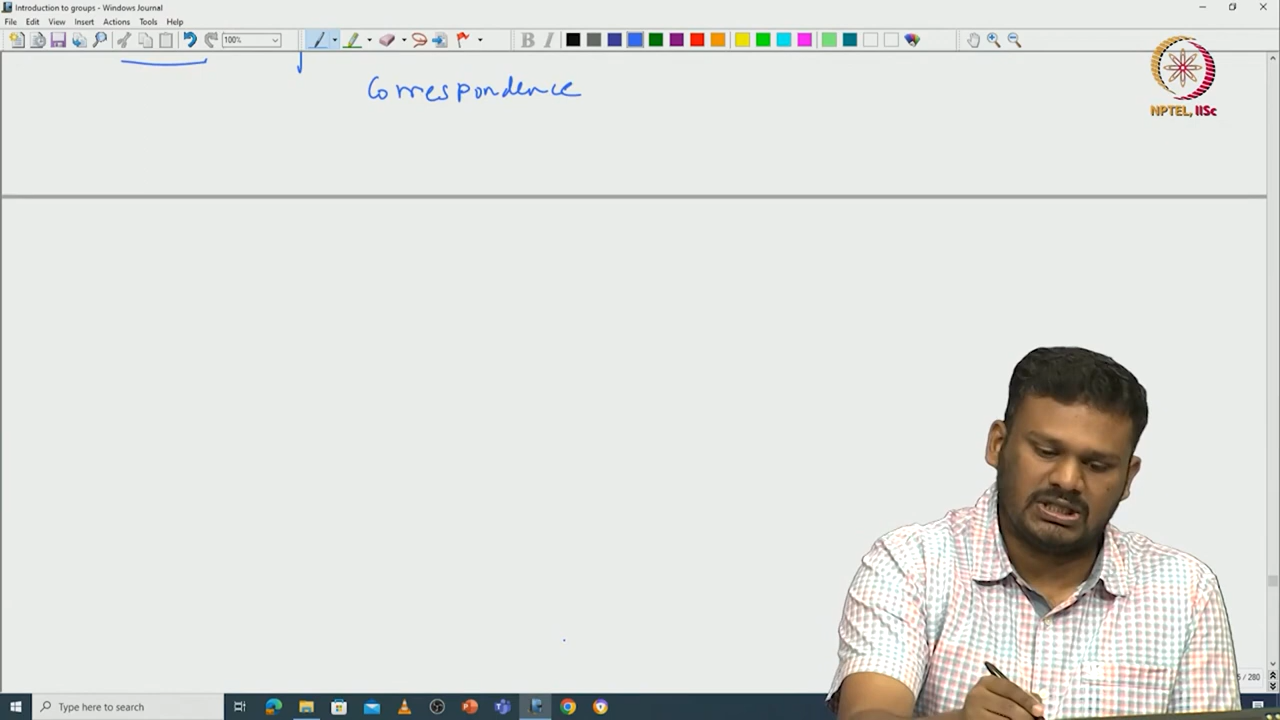 Introduction to groups - Windows Journal
File Edit View Insert Actions Tools Help
100%
B I
Correspondence
NPTEL, IISc
/ 280
Type here to search